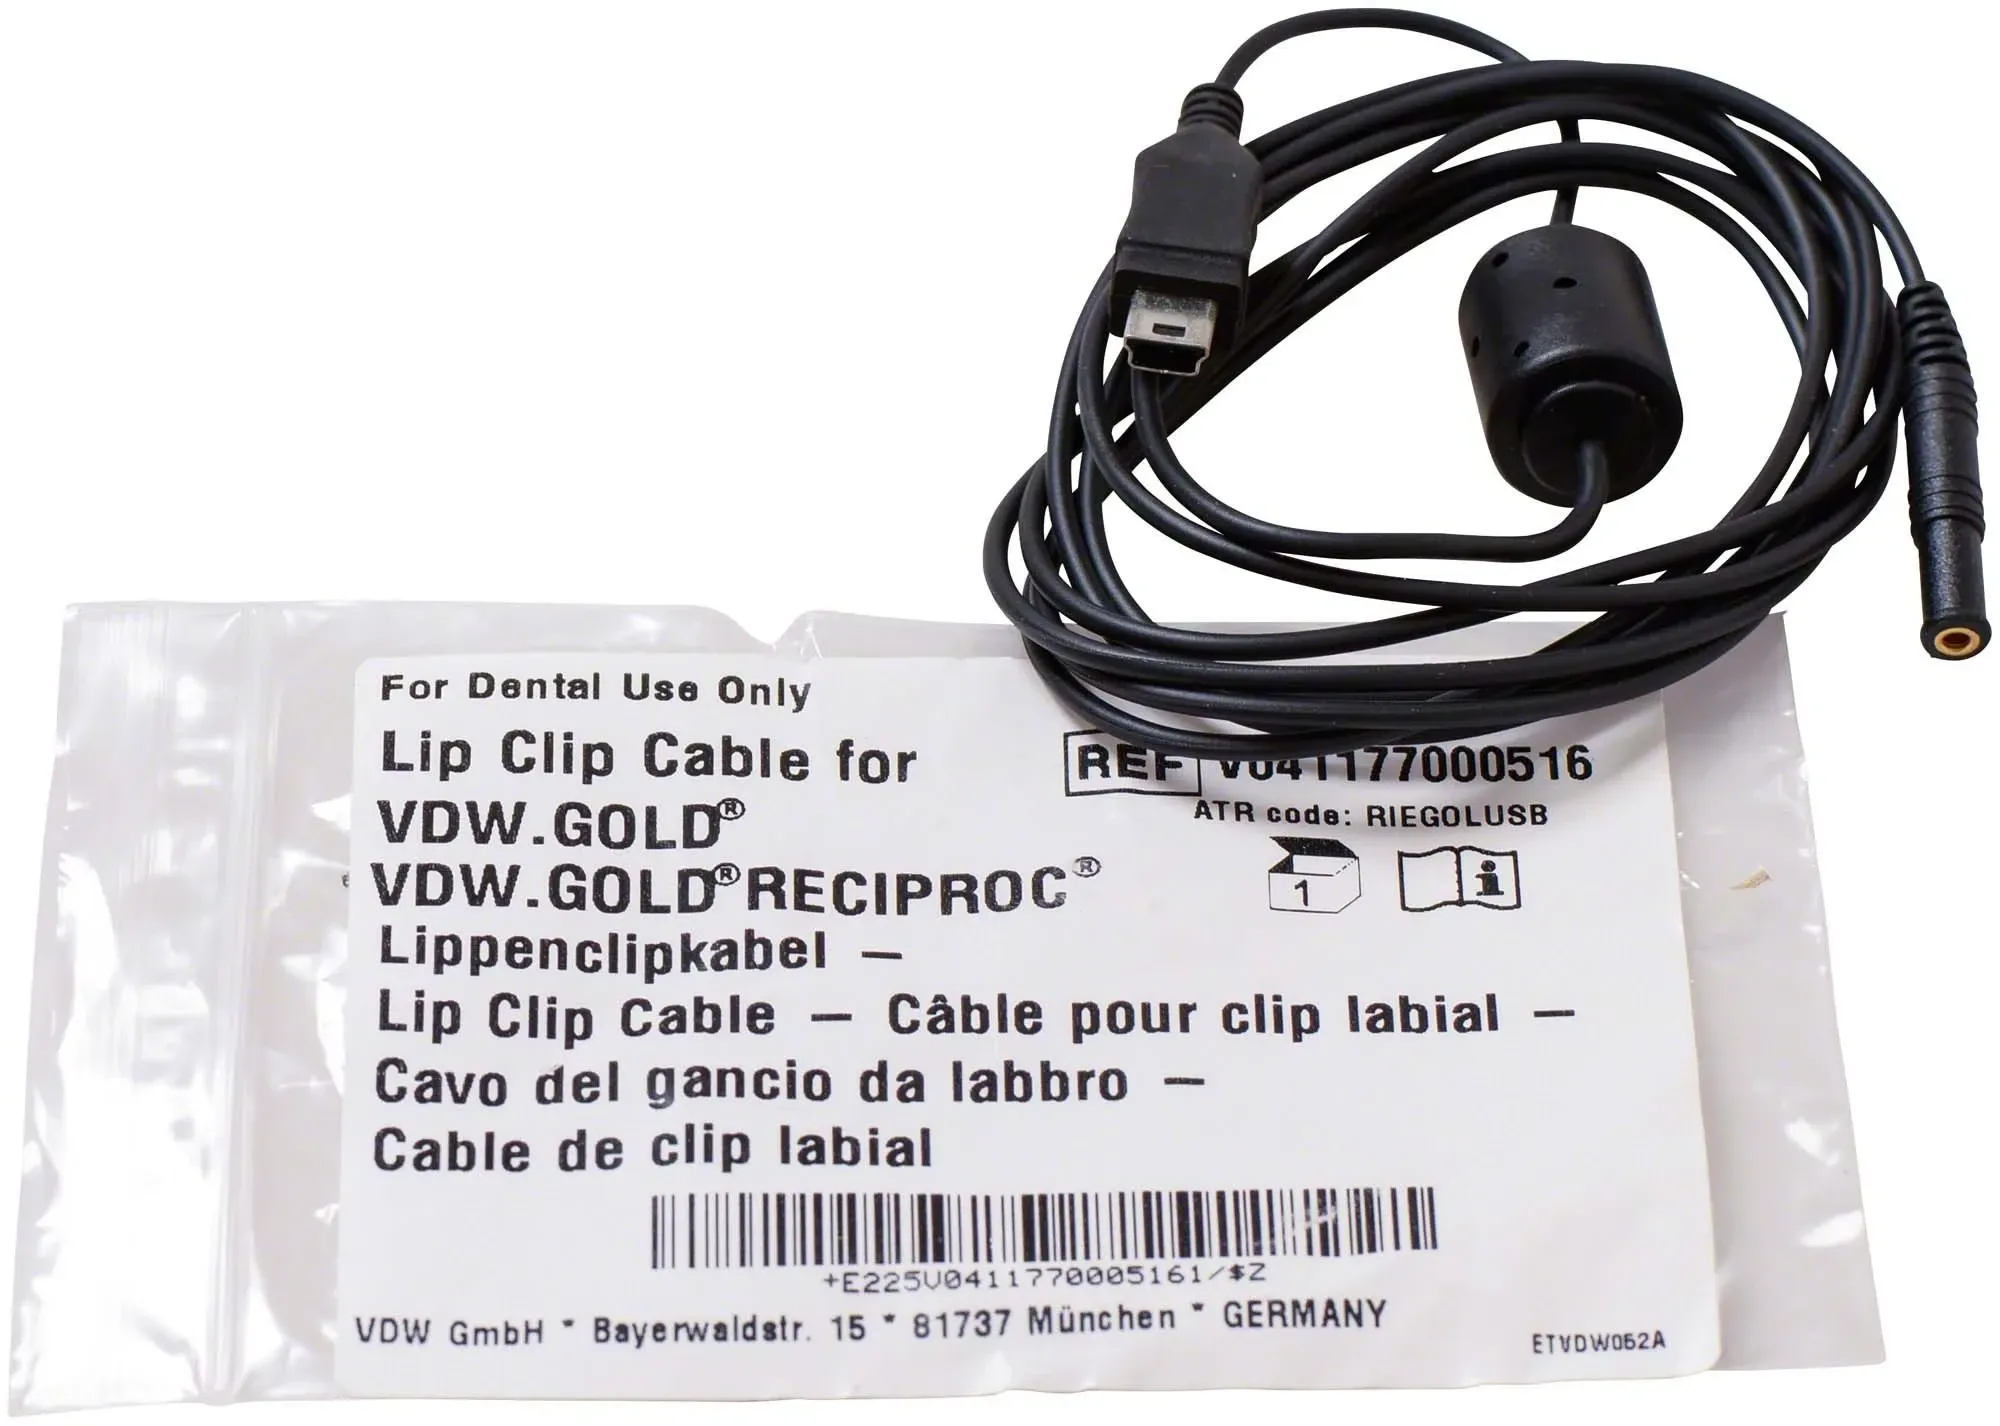 For Dental Use Only
Lip Clip Cable for
VDW.GOLD®
VDW.GOLD®RECIPROC®
Lippenclipkabel —
Lip Clip Cable — Câble pour clip labial —
Cavo del gancio da labbro —
Cable de clip labial
REF V041177000516
ATR code: RIEGOLUSB
1
i
+E225V0411770005161/$Z
VDW GmbH * Bayerwaldstr. 15 * 81737 München * GERMANY
ETVDW052A